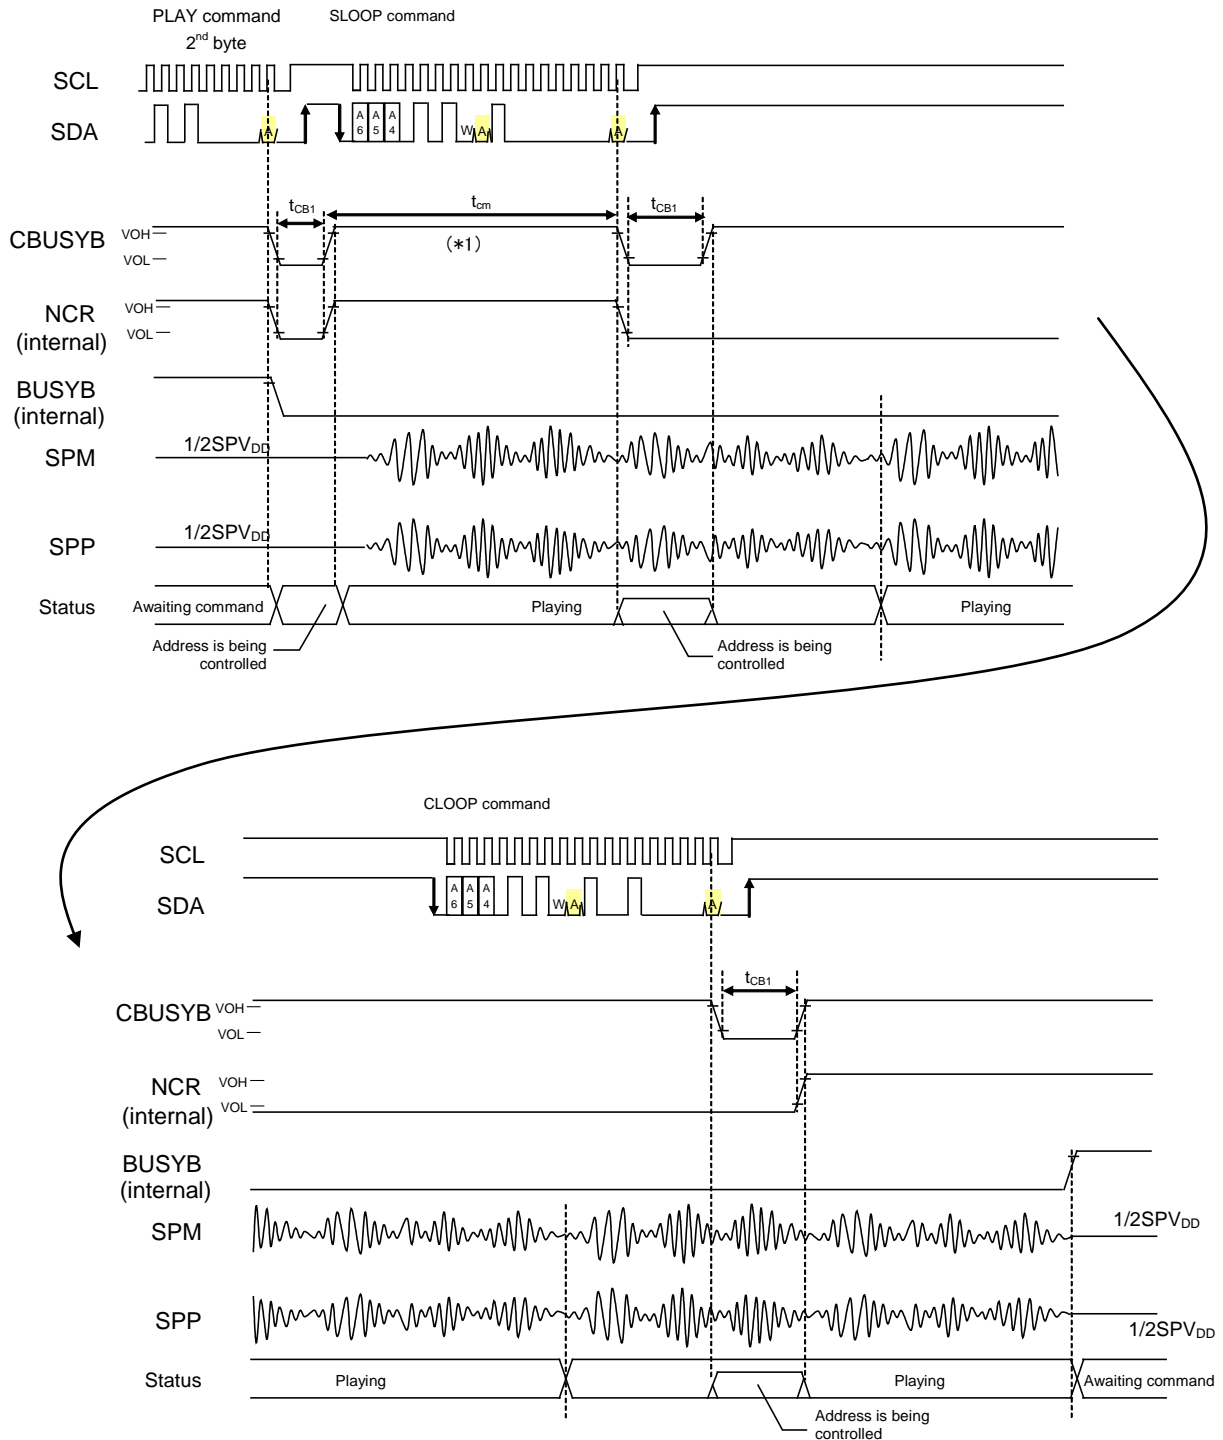 PLAY command
2nd byte
SLOOP command
SCL
SDA
A
A 6
A 5
A 4
W
A
A
tCB1
tcm
tCB1
CBUSYB
VOH
VOL
(*1)
NCR
(internal)
VOH
VOL
BUSYB
(internal)
1/2SPVDD
SPM
1/2SPVDD
SPP
Status
Awaiting command
Playing
Playing
Address is being
controlled
Address is being
controlled
CLOOP command
SCL
SDA
A 6
A 5
A 4
W
A
A
tCB1
CBUSYB
VOH
VOL
NCR
(internal)
VOH
VOL
BUSYB
(internal)
SPM
1/2SPVDD
SPP
1/2SPVDD
Status
Playing
Playing
Awaiting command
Address is being
controlled